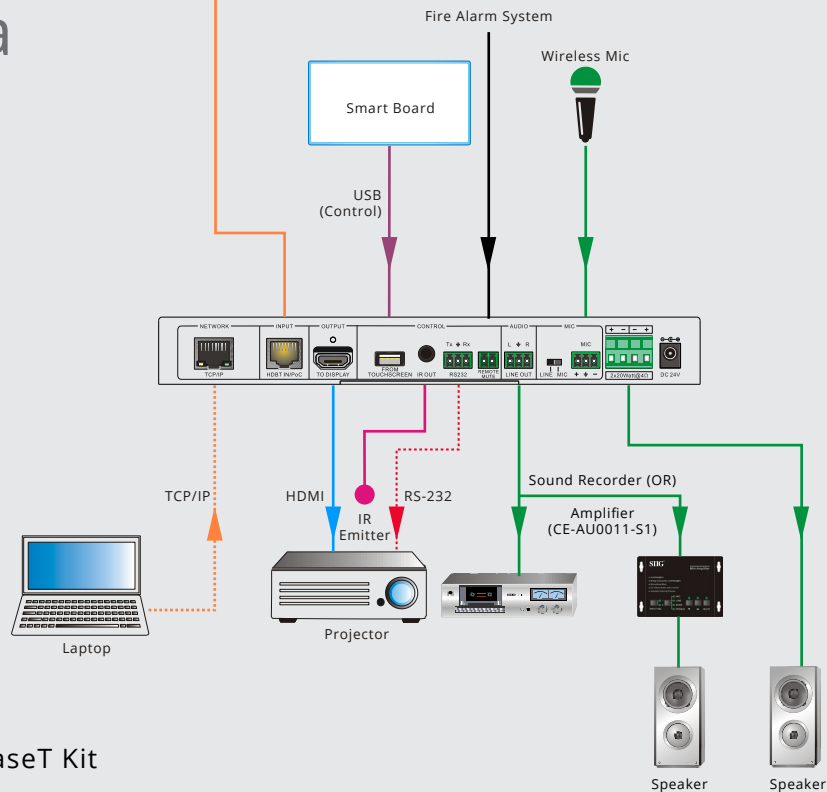 a
Fire Alarm System
Wireless Mic
Smart Board
USB
(Control)
NETWORK
INPUT
OUTPUT
CONTROL
AUDIO
MIC
+ - - +
Tx Rx
L R
MIC
TCP/IP
HDBT IN/PoC
TO DISPLAY
FROM
TOUCHSCREEN
IR OUT
RS232
REMOTE
MUTE
LINE OUT
LINE MIC
+ -
2x20Watts@4Ω
DC 24V
TCP/IP
HDMI
RS-232
IR
Emitter
Sound Recorder (OR)
Amplifier
(CE-AU0011-S1)
SIIG
Laptop
Projector
aseT Kit
Speaker
Speaker